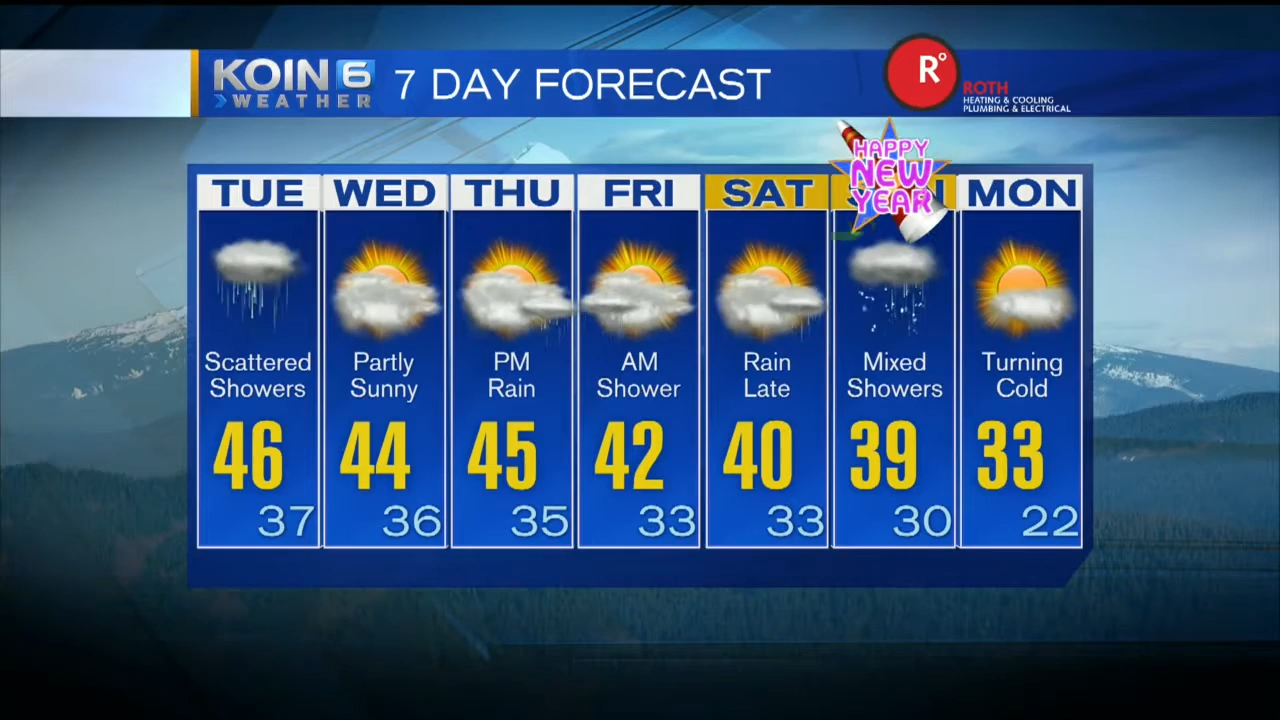 KOIN 6
WEATHER
7 DAY FORECAST
R°
ROTH
HEATING & COOLING
PLUMBING & ELECTRICAL
HAPPY
NEW
YEAR
TUE WED THU FRI SAT SUN MON
Scattered Showers
Partly Sunny
PM Rain
AM Shower
Rain Late
Mixed Showers
Turning Cold
46 44 45 42 40 39 33
37 36 35 33 33 30 22